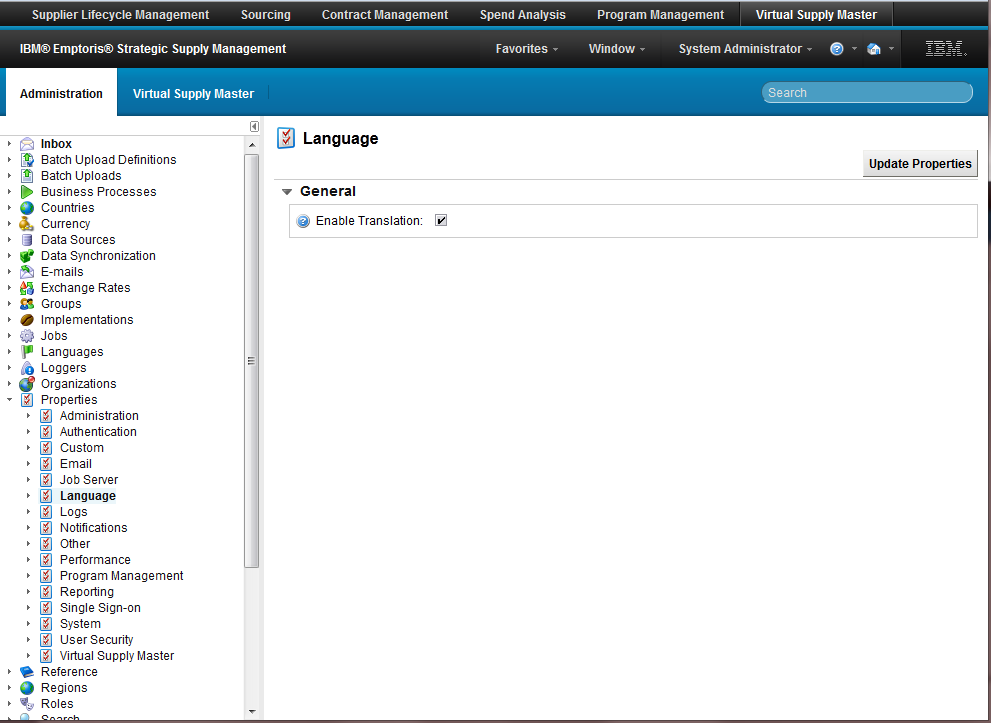 Supplier Lifecycle Management Sourcing Contract Management Spend Analysis Program Management Virtual Supply Master
IBM® Emptoris® Strategic Supply Management Favorites Window System Administrator IBM.
Administration Virtual Supply Master Search
Inbox
Batch Upload Definitions
Batch Uploads
Business Processes
Countries
Currency
Data Sources
Data Synchronization
E-mails
Exchange Rates
Groups
Implementations
Jobs
Languages
Loggers
Organizations
Properties
Administration
Authentication
Custom
Email
Job Server
Language
Logs
Notifications
Other
Performance
Program Management
Reporting
Single Sign-on
System
User Security
Virtual Supply Master
Reference
Regions
Roles
Search
Language
Update Properties
General
Enable Translation: